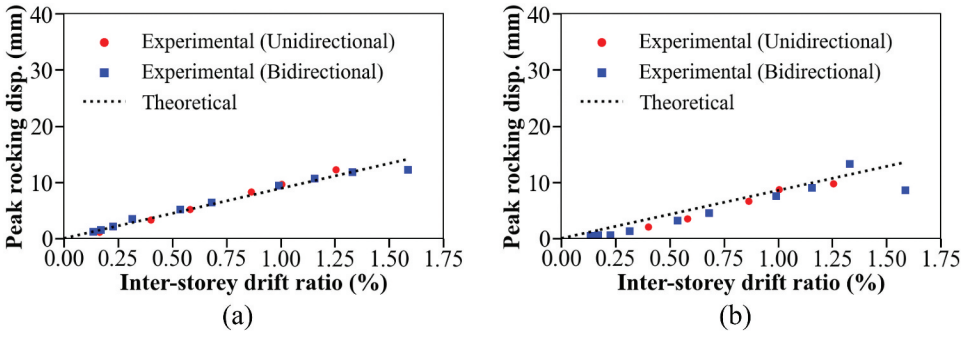 Peak rocking disp. (mm)
40
30
20
10
0
Experimental (Unidirectional)
Experimental (Bidirectional)
Theoretical
0.00 0.25 0.50 0.75 1.00 1.25 1.50 1.75
Inter-storey drift ratio (%)
(a)
Peak rocking disp. (mm)
40
30
20
10
0
Experimental (Unidirectional)
Experimental (Bidirectional)
Theoretical
0.00 0.25 0.50 0.75 1.00 1.25 1.50 1.75
Inter-storey drift ratio (%)
(b)